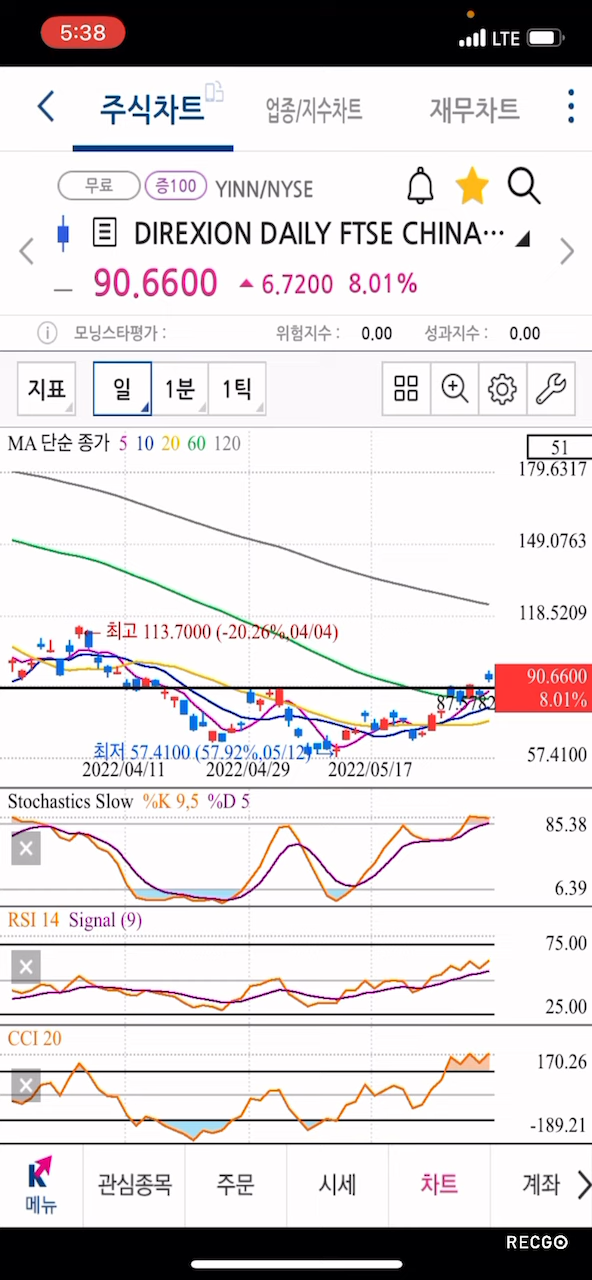 5:38
LTE
주식차트 업종/지수차트 재무차트
무료 증100 YINN/NYSE
DIREXION DAILY FTSE CHINA···
90.6600 ▲ 6.7200 8.01%
모닝스타평가 : 위험지수 : 0.00 성과지수 : 0.00
지표 일 1분 1틱
MA 단순 종가 5 10 20 60 120
51
179.6317
149.0763
118.5209
최고 113.7000 (-20.26%,04/04)
90.6600
8.01%
87.5782
최저 57.4100 (57.92%,05/12)
57.4100
2022/04/11 2022/04/29 2022/05/17
Stochastics Slow %K 9,5 %D 5
85.38
6.39
RSI 14 Signal (9)
75.00
25.00
CCI 20
170.26
-189.21
메뉴 관심종목 주문 시세 차트 계좌
RECGO